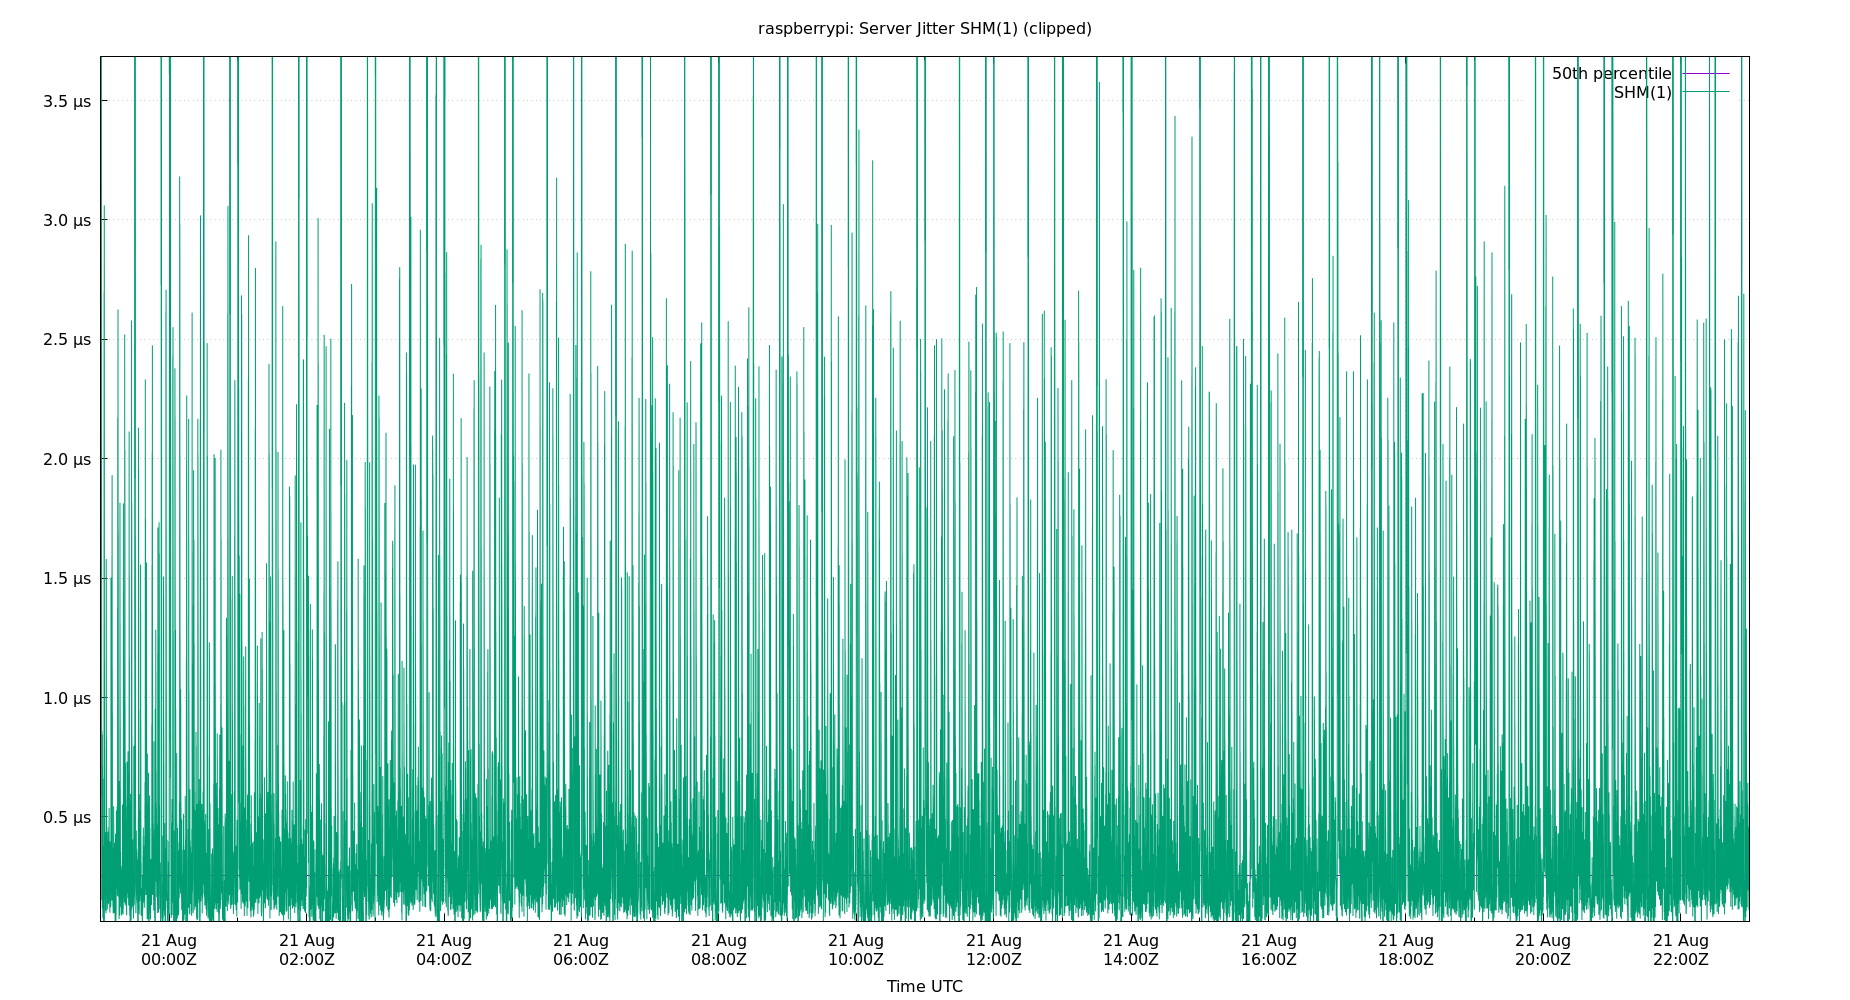 raspberrypi: Server Jitter SHM(1) (clipped)
50th percentile
SHM(1)
3.5 µs
3.0 µs
2.5 µs
2.0 µs
1.5 µs
1.0 µs
0.5 µs
21 Aug 21 Aug 21 Aug 21 Aug 21 Aug 21 Aug 21 Aug 21 Aug 21 Aug 21 Aug 21 Aug 21 Aug
00:00Z 02:00Z 04:00Z 06:00Z 08:00Z 10:00Z 12:00Z 14:00Z 16:00Z 18:00Z 20:00Z 22:00Z
Time UTC